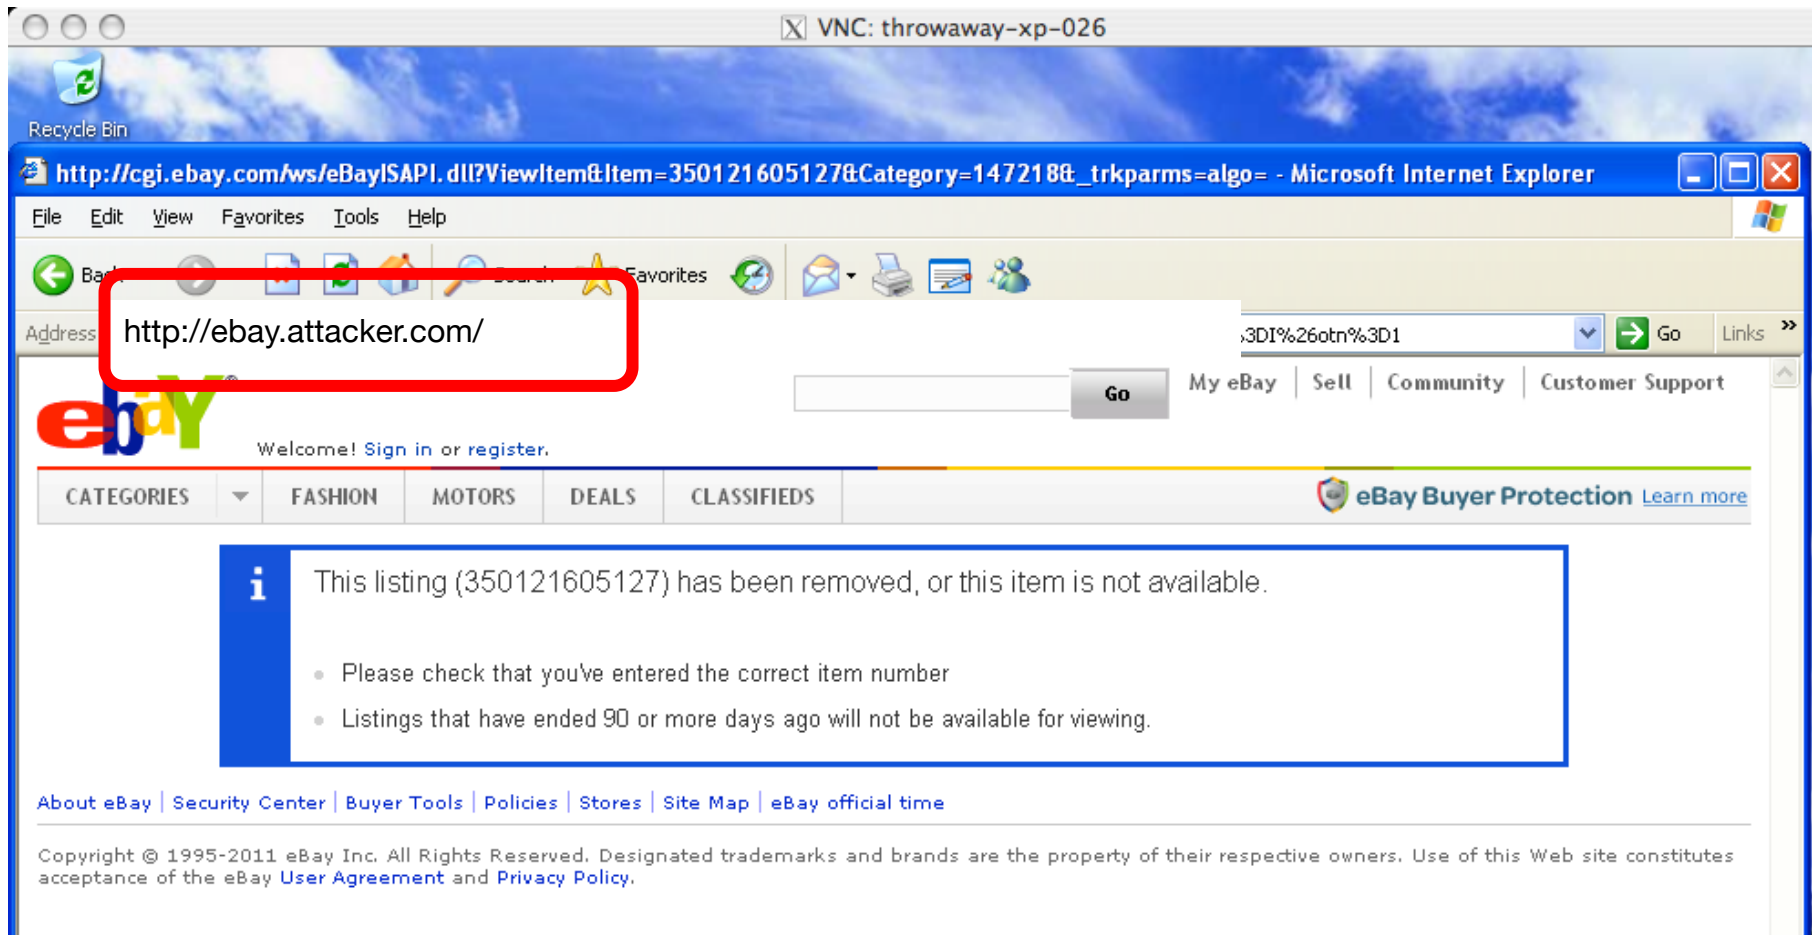 VNC: throwaway-xp-026
Recycle Bin
http://cgi.ebay.com/ws/eBayISAPI.dll?ViewItem&Item=350121605127&Category=147218&_trkparms=algo= - Microsoft Internet Explorer
File Edit View Favorites Tools Help
Favorites
Address http://ebay.attacker.com/ %3DI%26otn%3D1 Go Links »
ebaY®
Go My eBay Sell Community Customer Support
Welcome! Sign in or register.
CATEGORIES FASHION MOTORS DEALS CLASSIFIEDS eBay Buyer Protection Learn more
i This listing (350121605127) has been removed, or this item is not available.
Please check that you've entered the correct item number
Listings that have ended 90 or more days ago will not be available for viewing.
About eBay | Security Center | Buyer Tools | Policies | Stores | Site Map | eBay official time
Copyright © 1995-2011 eBay Inc. All Rights Reserved. Designated trademarks and brands are the property of their respective owners. Use of this Web site constitutes
acceptance of the eBay User Agreement and Privacy Policy.